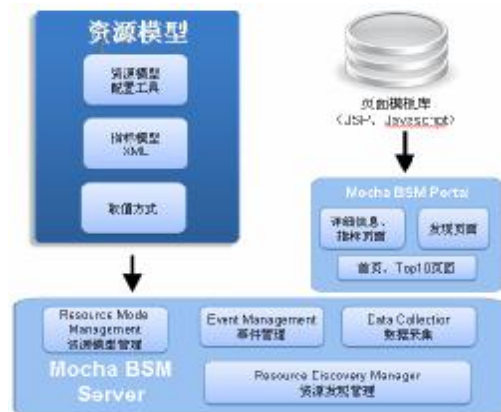 资源模型
资源模型
配置工具
指标模型
XML
取值方式
页面模板库
（JSP、Javascript）
Mocha BSM Portal
详细信息、
指标页面
发现页面
首页、Top10页面
Resource Mode
Management
资源模型管理
Event Management
事件管理
Data Collection
数据采集
Mocha BSM
Server
Resource Discovery Manager
资源发现管理